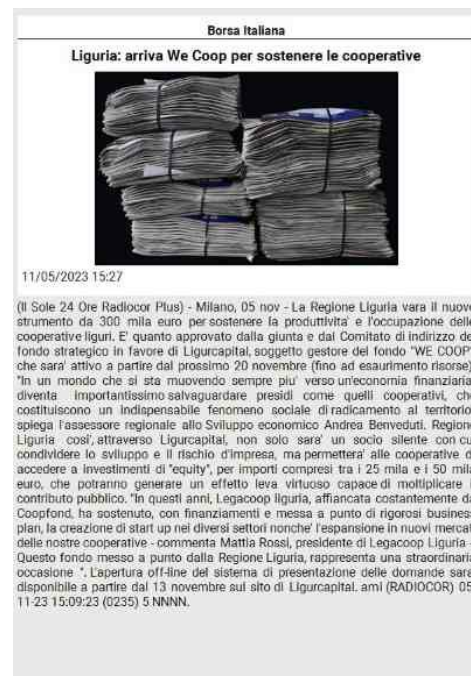 Borsa Italiana
Liguria: arriva We Coop per sostenere le cooperative
11/05/2023 15:27
(Il Sole 24 Ore Radiocor Plus) - Milano, 05 nov - La Regione Liguria vara il nuovo
strumento da 300 mila euro per sostenere la produttivita' e l'occupazione delle
cooperative liguri. E' quanto approvato dalla giunta e dal Comitato di indirizzo del
fondo strategico in favore di Ligurcapital, soggetto gestore del fondo "WE COOP"
che sara' attivo a partire dal prossimo 20 novembre (fino ad esaurimento risorse).
"In un mondo che si sta muovendo sempre piu' verso un'economia finanziaria,
diventa importantissimo salvaguardare presidi come quelli cooperativi, che
costituiscono un indispensabile fenomeno sociale di radicamento al territorio
spiega l'assessore regionale allo Sviluppo economico Andrea Benveduti. Regione
Liguria cosi', attraverso Ligurcapital, non solo sara' un socio silente con cui
condividere lo sviluppo e il rischio d'impresa, ma permettera' alle cooperative di
accedere a investimenti di "equity", per importi compresi tra i 25 mila e i 50 mila
euro, che potranno generare un effetto leva virtuoso capace di moltiplicare il
contributo pubblico. "In questi anni, Legacoop liguria, affiancata costantemente da
Coopfond, ha sostenuto, con finanziamenti e messa a punto di rigorosi business
plan, la creazione di start up nei diversi settori nonche' l'espansione in nuovi mercati
delle nostre cooperative - commenta Mattia Rossi, presidente di Legacoop Liguria -
Questo fondo messo a punto dalla Regione Liguria, rappresenta una straordinaria
occasione ". L'apertura off-line del sistema di presentazione delle domande sara'
disponibile a partire dal 13 novembre sul sito di Ligurcapital. ami (RADIOCOR) 05-
11-23 15:09:23 (0235) 5 NNNN.